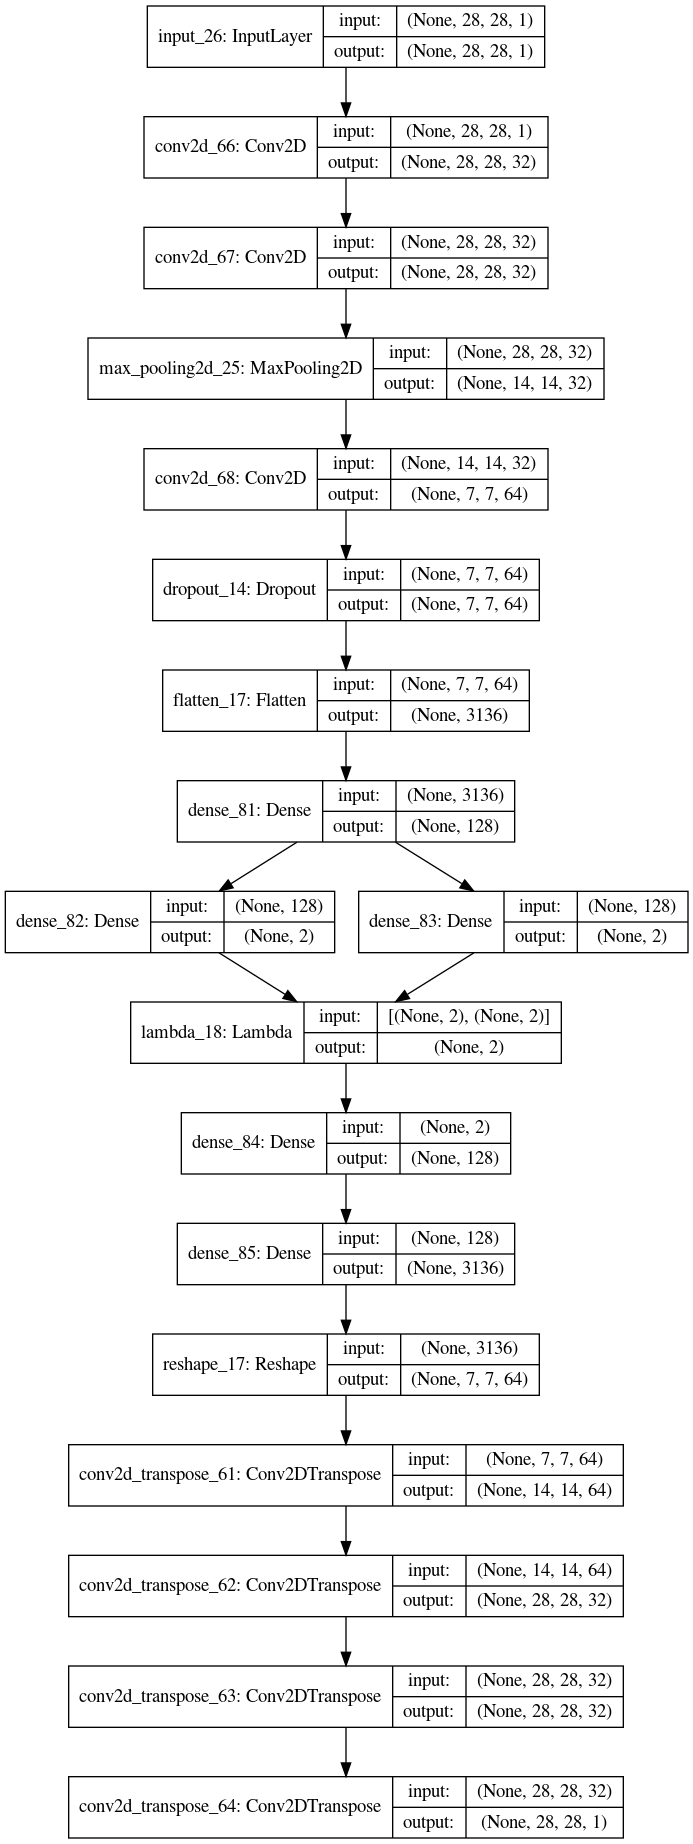 input_26: InputLayer
input: (None, 28, 28, 1)
output: (None, 28, 28, 1)
conv2d_66: Conv2D
input: (None, 28, 28, 1)
output: (None, 28, 28, 32)
conv2d_67: Conv2D
input: (None, 28, 28, 32)
output: (None, 28, 28, 32)
max_pooling2d_25: MaxPooling2D
input: (None, 28, 28, 32)
output: (None, 14, 14, 32)
conv2d_68: Conv2D
input: (None, 14, 14, 32)
output: (None, 7, 7, 64)
dropout_14: Dropout
input: (None, 7, 7, 64)
output: (None, 7, 7, 64)
flatten_17: Flatten
input: (None, 7, 7, 64)
output: (None, 3136)
dense_81: Dense
input: (None, 3136)
output: (None, 128)
dense_82: Dense
input: (None, 128)
output: (None, 2)
dense_83: Dense
input: (None, 128)
output: (None, 2)
lambda_18: Lambda
input: [(None, 2), (None, 2)]
output: (None, 2)
dense_84: Dense
input: (None, 2)
output: (None, 128)
dense_85: Dense
input: (None, 128)
output: (None, 3136)
reshape_17: Reshape
input: (None, 3136)
output: (None, 7, 7, 64)
conv2d_transpose_61: Conv2DTranspose
input: (None, 7, 7, 64)
output: (None, 14, 14, 64)
conv2d_transpose_62: Conv2DTranspose
input: (None, 14, 14, 64)
output: (None, 28, 28, 32)
conv2d_transpose_63: Conv2DTranspose
input: (None, 28, 28, 32)
output: (None, 28, 28, 32)
conv2d_transpose_64: Conv2DTranspose
input: (None, 28, 28, 32)
output: (None, 28, 28, 1)